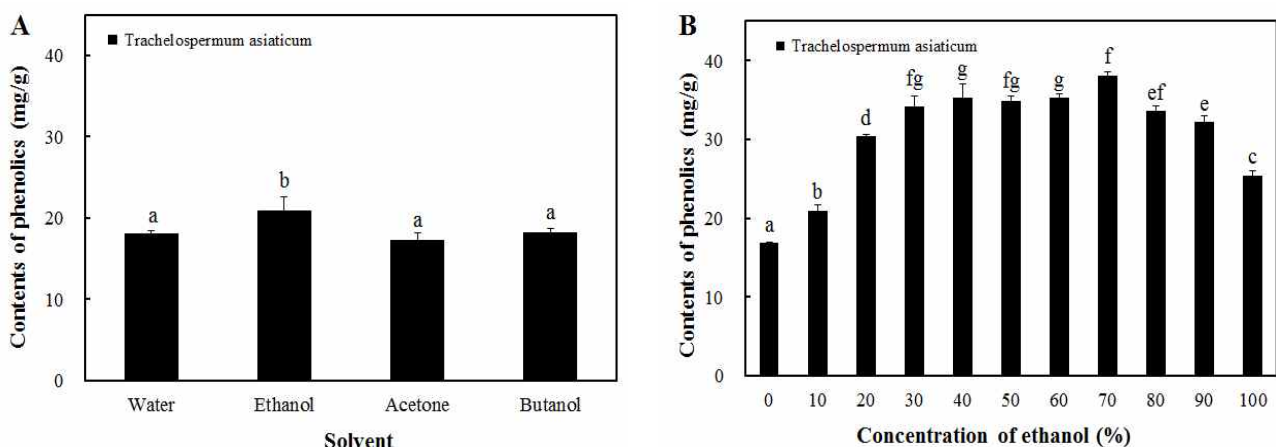 A
Trachelospermum asiaticum
Contents of phenolics (mg/g)
40
30
20
10
0
a
b
a
a
Water Ethanol Acetone Butanol
Solvent
B
Trachelospermum asiaticum
Contents of phenolics (mg/g)
40
30
20
10
0
a
b
d
fg
g
fg
g
f
ef
e
c
0 10 20 30 40 50 60 70 80 90 100
Concentration of ethanol (%)